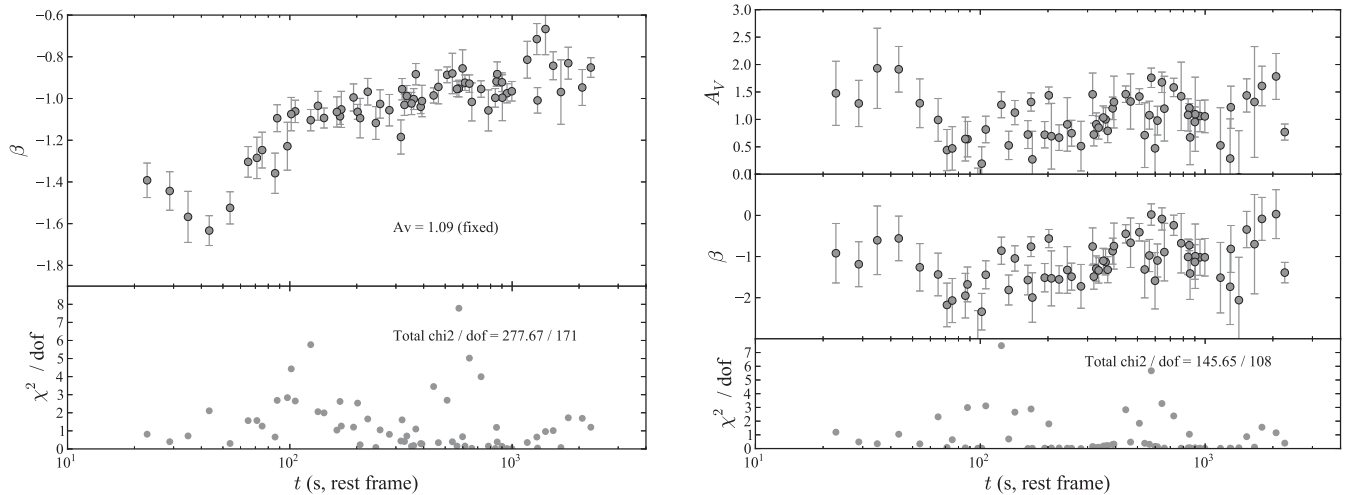 −0.6
−0.8
−1.0
−1.2
−1.4
−1.6
−1.8
β
Av = 1.09 (fixed)
8
7
6
5
4
3
2
1
0
χ² / dof
Total chi2 / dof = 277.67 / 171
10¹ 10² 10³
t (s, rest frame)
3.0
2.5
2.0
1.5
1.0
0.5
0.0
A_V
0
−1
−2
β
7
6
5
4
3
2
1
0
χ² / dof
Total chi2 / dof = 145.65 / 108
10¹ 10² 10³
t (s, rest frame)